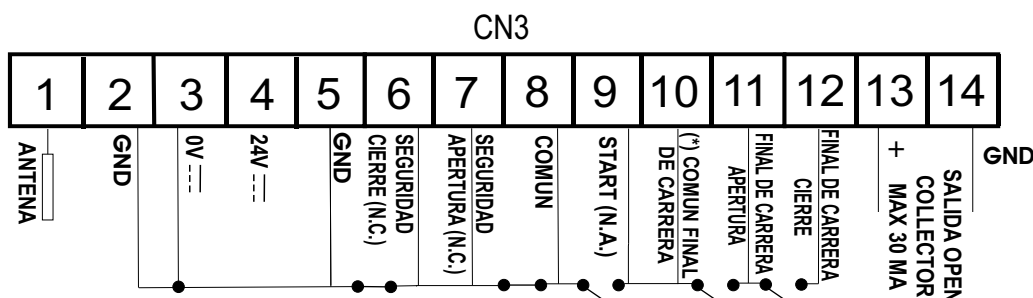 CN3
1 2 3 4 5 6 7 8 9 10 11 12 13 14
ANTENA
GND
0V
24V
GND
SEGURIDAD
CIERRE (N.C.)
SEGURIDAD
APERTURA (N.C.)
COMUN
START (N.A.)
(*) COMUN FINAL
DE CARRERA
FINAL DE CARRERA
APERTURA
FINAL DE CARRERA
CIERRE
+ MAX 30 MA
SALIDA OPEN
COLLECTOR
GND